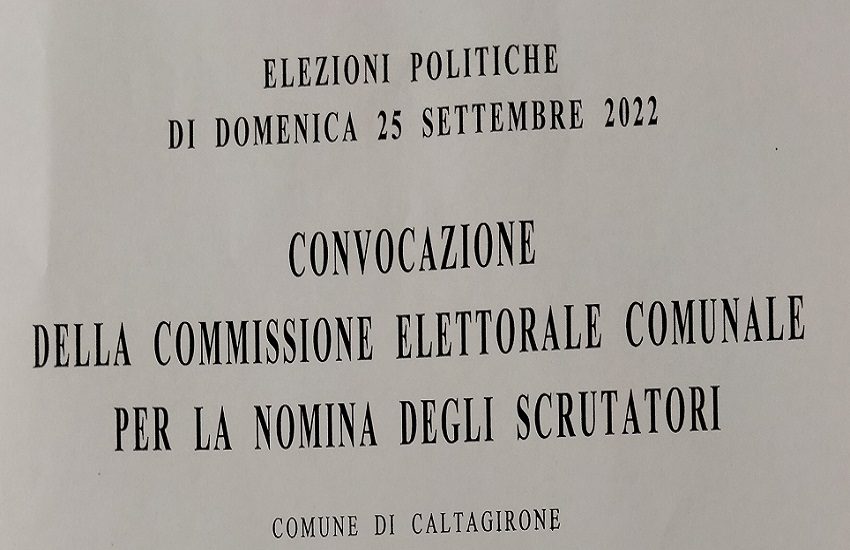 ELEZIONI POLITICHE
DI DOMENICA 25 SETTEMBRE 2022
CONVOCAZIONE
DELLA COMMISSIONE ELETTORALE COMUNALE
PER LA NOMINA DEGLI SCRUTATORI
COMUNE DI CALTAGIRONE